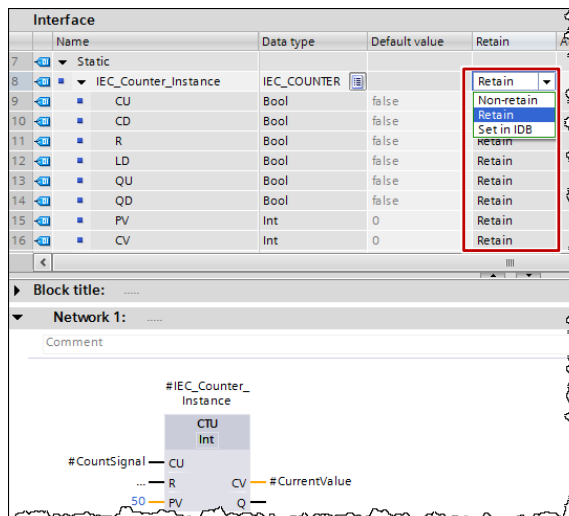 Interface
Name Data type Default value Retain
7 Static
8 IEC_Counter_Instance IEC_COUNTER Retain
Non-retain
Retain
Set in IDB
9 CU Bool false
10 CD Bool false
11 R Bool false Retain
12 LD Bool false Retain
13 QU Bool false Retain
14 QD Bool false Retain
15 PV Int 0 Retain
16 CV Int 0 Retain
Block title: .....
Network 1: .....
Comment
#IEC_Counter_
Instance
CTU
Int
#CountSignal CU
... R CV #CurrentValue
50 PV Q